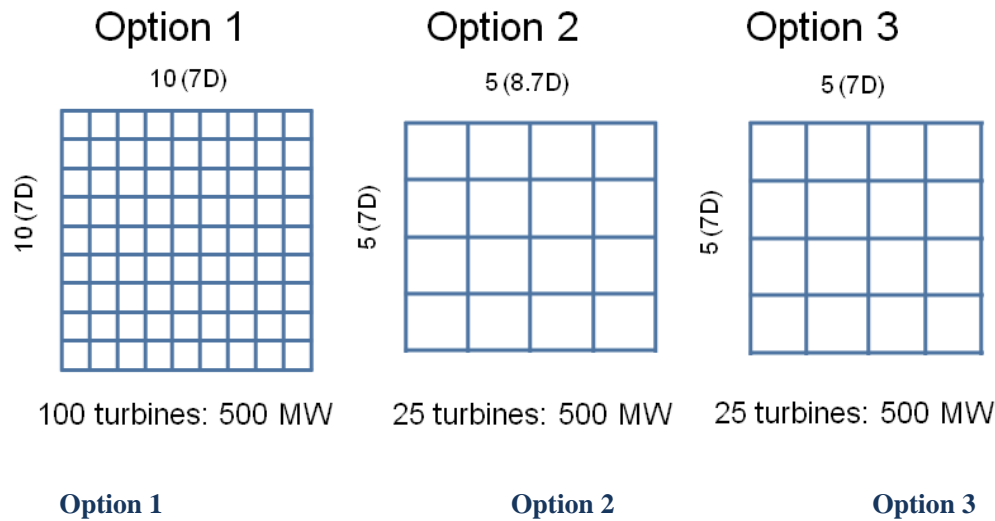 Option 1
Option 2
Option 3
10 (7D)
5 (8.7D)
5 (7D)
10 (7D)
5 (7D)
5 (7D)
100 turbines: 500 MW
25 turbines: 500 MW
25 turbines: 500 MW
Option 1
Option 2
Option 3